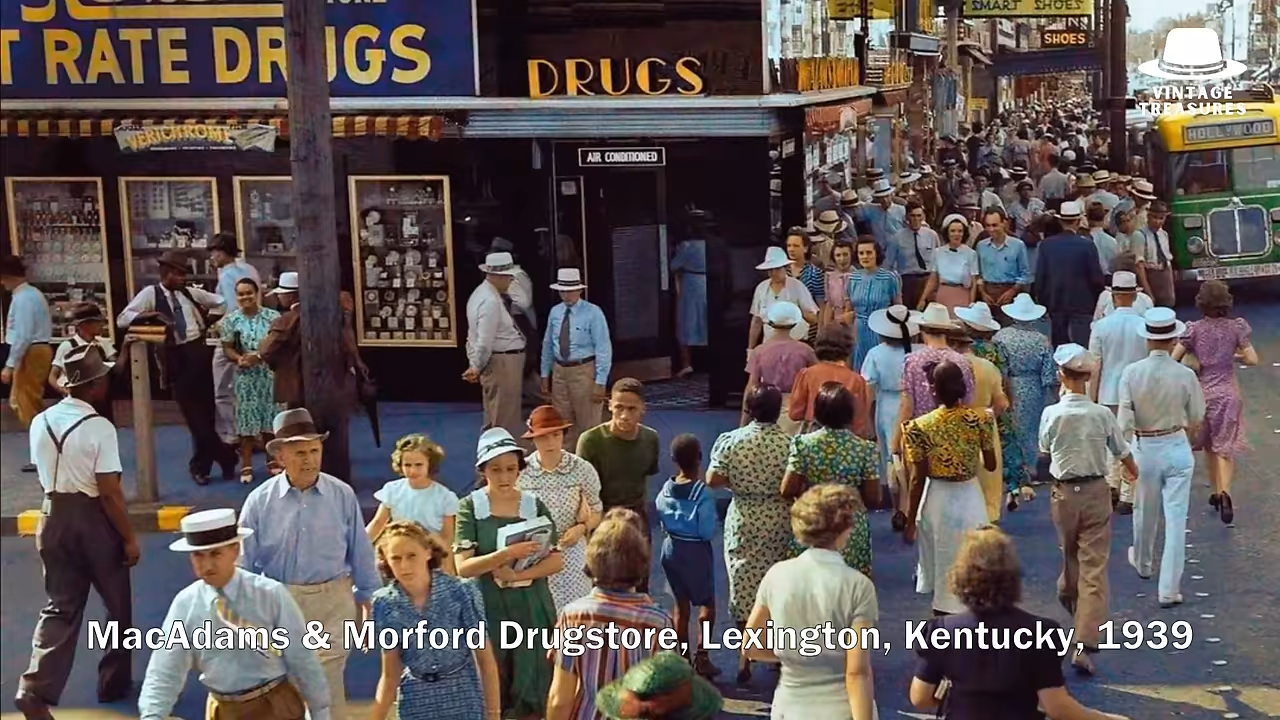 T RATE DRUGS
DRUGS
VERICHROME
AIR CONDITIONED
SMART SHOES
SHOES
VINTAGE
TREASURES
HOLLYWOOD
MacAdams & Morford Drugstore, Lexington, Kentucky, 1939